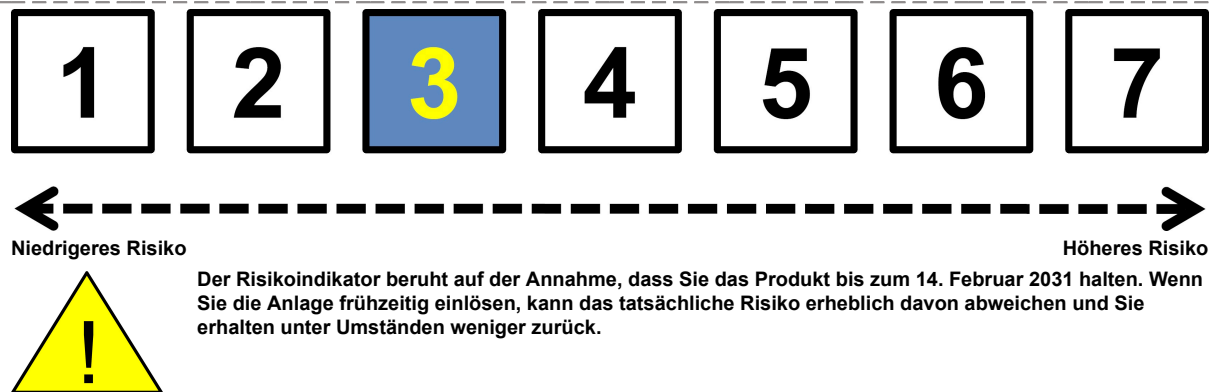 1 2 3 4 5 6 7
Niedrigeres Risiko Höheres Risiko
Der Risikoindikator beruht auf der Annahme, dass Sie das Produkt bis zum 14. Februar 2031 halten. Wenn
Sie die Anlage frühzeitig einlösen, kann das tatsächliche Risiko erheblich davon abweichen und Sie
erhalten unter Umständen weniger zurück.
!